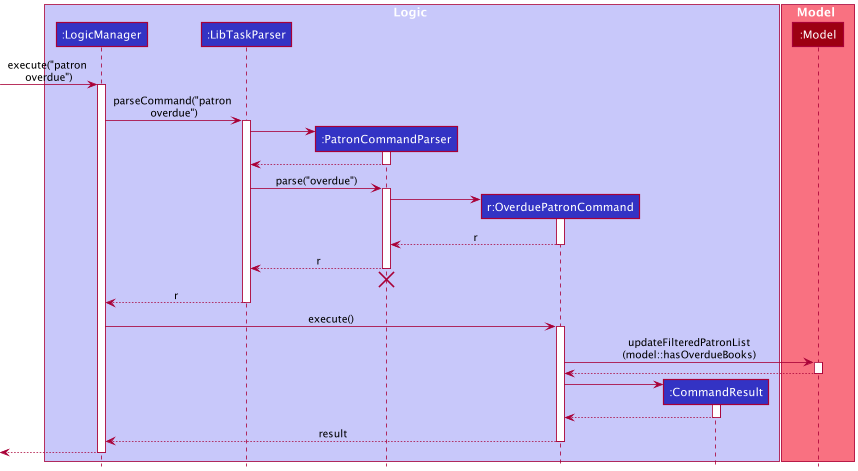 Logic
Model
:LogicManager
:LibTaskParser
:Model
execute("patron
overdue")
parseCommand("patron
overdue")
:PatronCommandParser
parse("overdue")
r:OverduePatronCommand
r
r
r
execute()
updateFilteredPatronList
(model::hasOverdueBooks)
:CommandResult
result